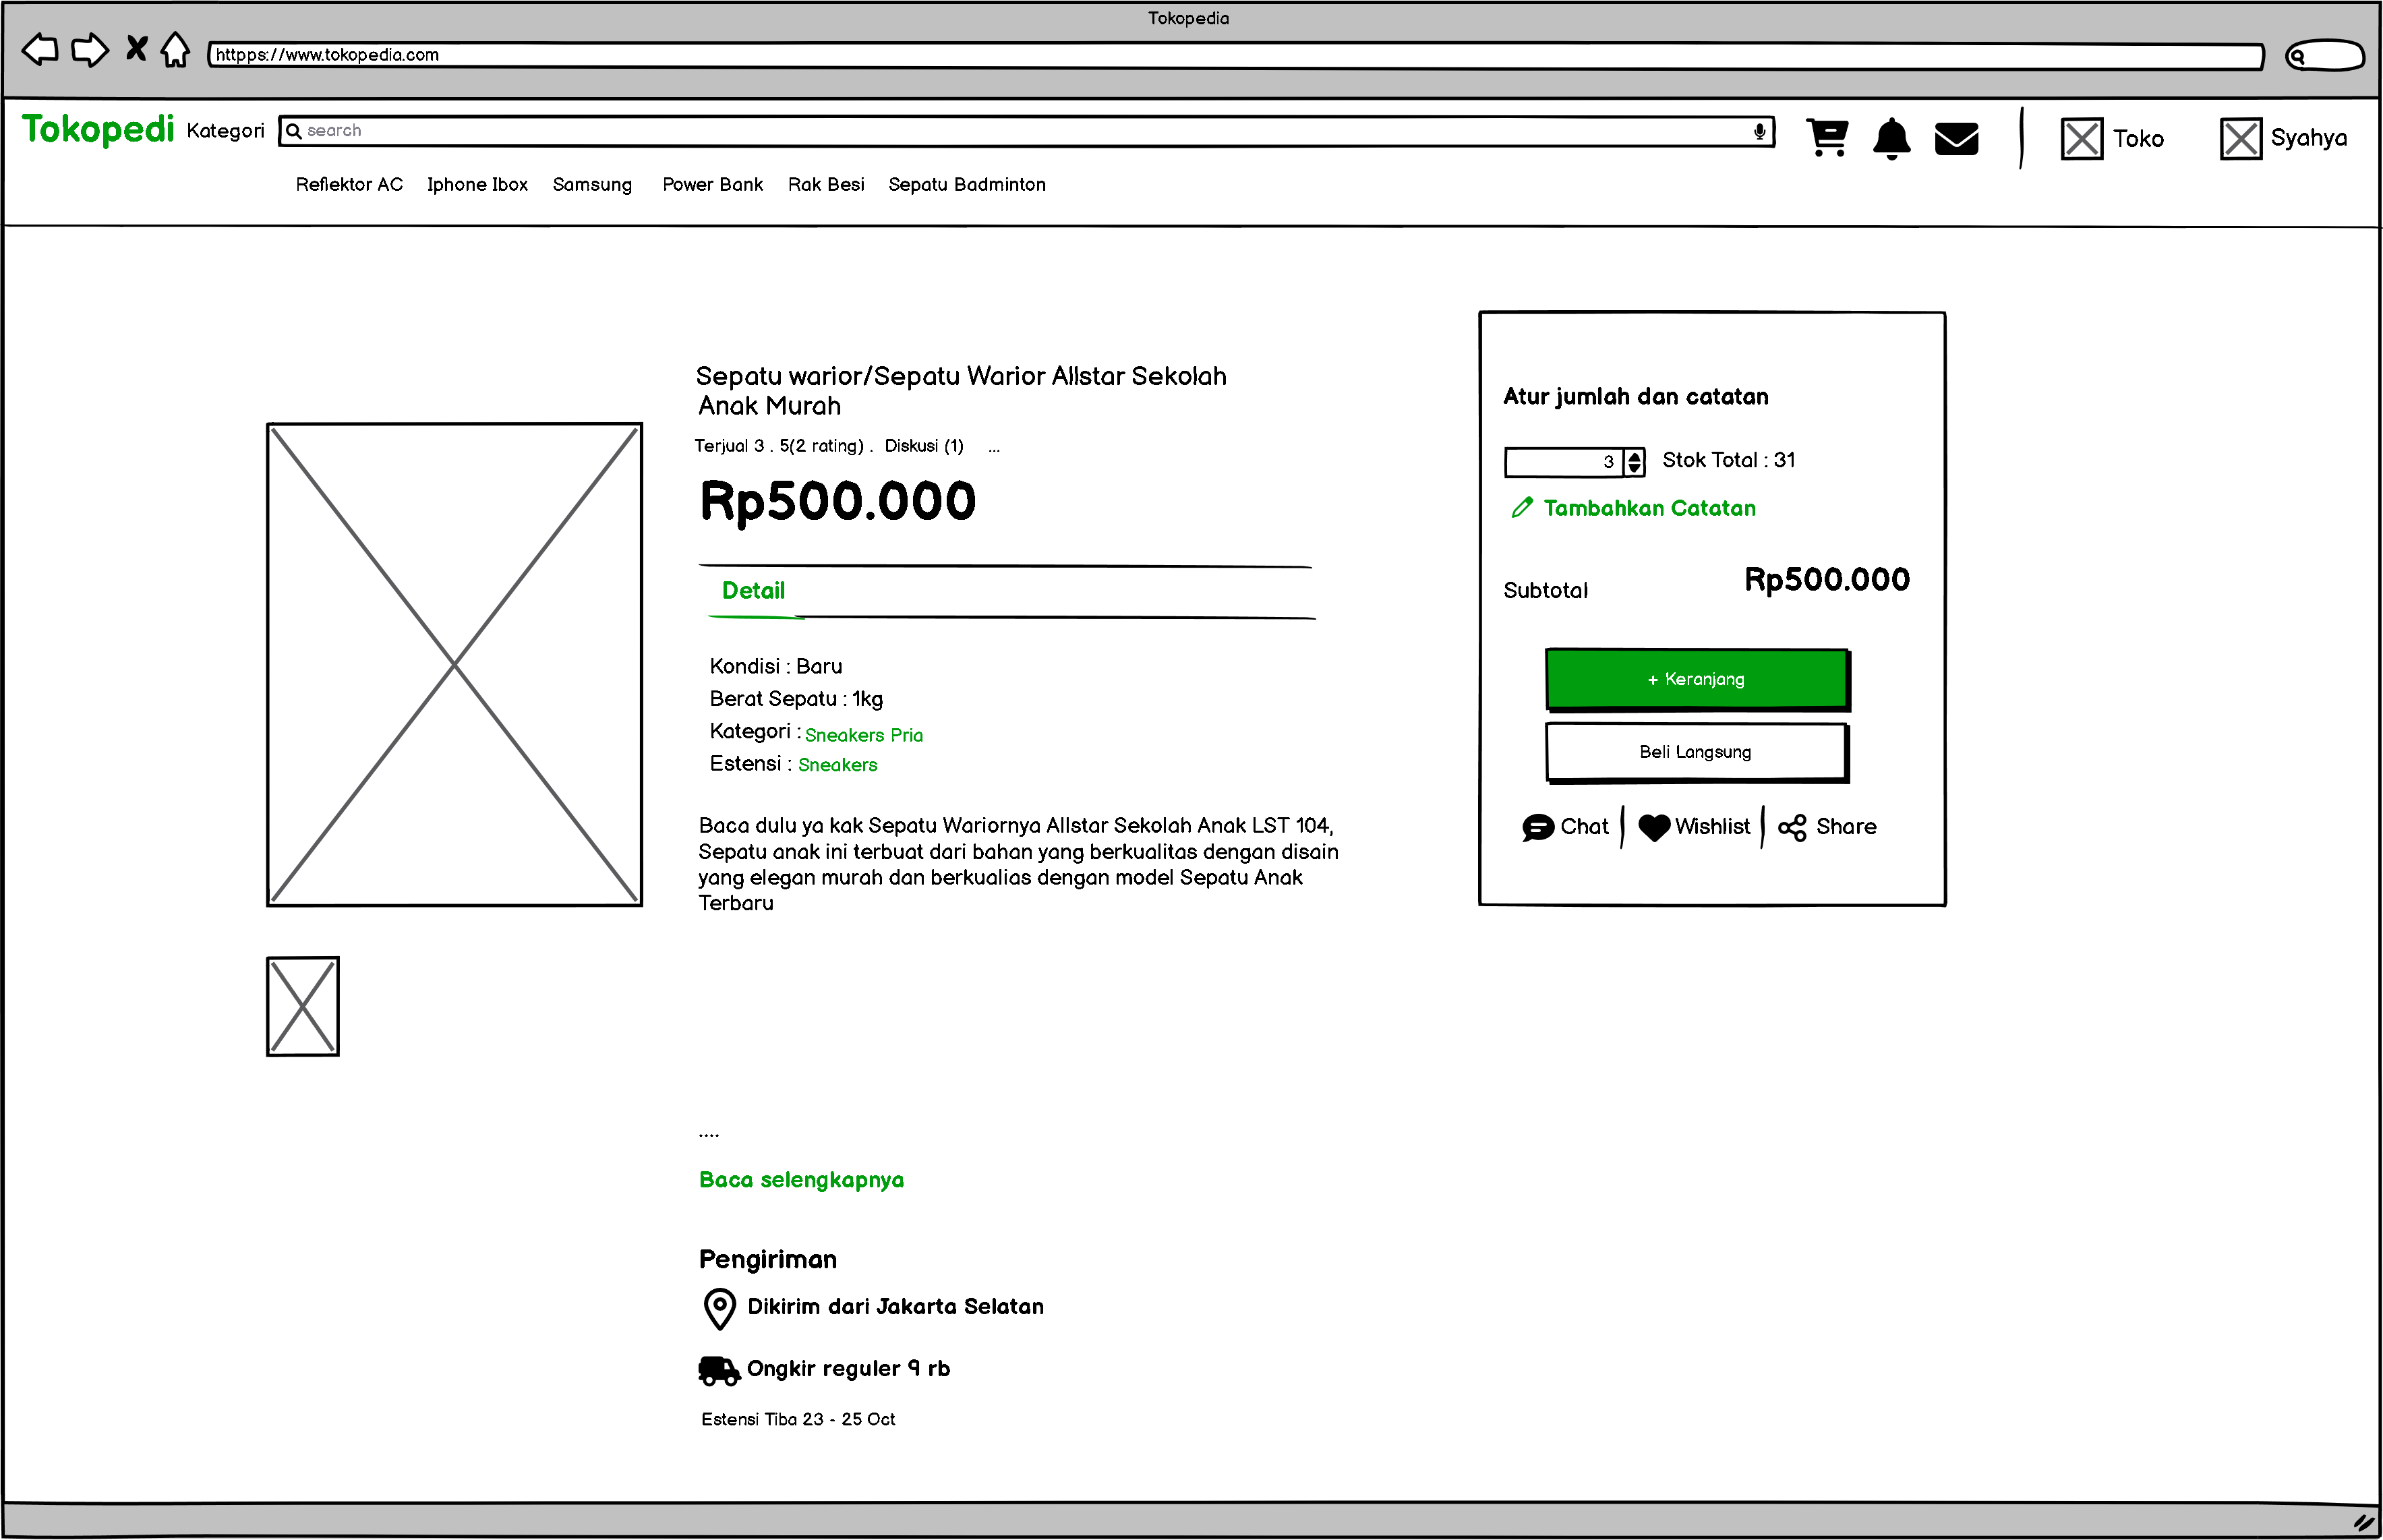 Tokopedia
httpps://www.tokopedia.com
Tokopedi Kategori search Toko Syahya
Reflektor AC Iphone Ibox Samsung Power Bank Rak Besi Sepatu Badminton
Sepatu warior/Sepatu Warior Allstar Sekolah
Anak Murah
Terjual 3 . 5(2 rating) . Diskusi (1) ...
Rp500.000
Detail
Kondisi : Baru
Berat Sepatu : 1kg
Kategori : Sneakers Pria
Estensi : Sneakers
Baca dulu ya kak Sepatu Wariornya Allstar Sekolah Anak LST 104,
Sepatu anak ini terbuat dari bahan yang berkualitas dengan disain
yang elegan murah dan berkualias dengan model Sepatu Anak
Terbaru
....
Baca selengkapnya
Pengiriman
Dikirim dari Jakarta Selatan
Ongkir reguler 9 rb
Estensi Tiba 23 - 25 Oct
Atur jumlah dan catatan
3 Stok Total : 31
Tambahkan Catatan
Subtotal Rp500.000
+ Keranjang
Beli Langsung
Chat Wishlist Share